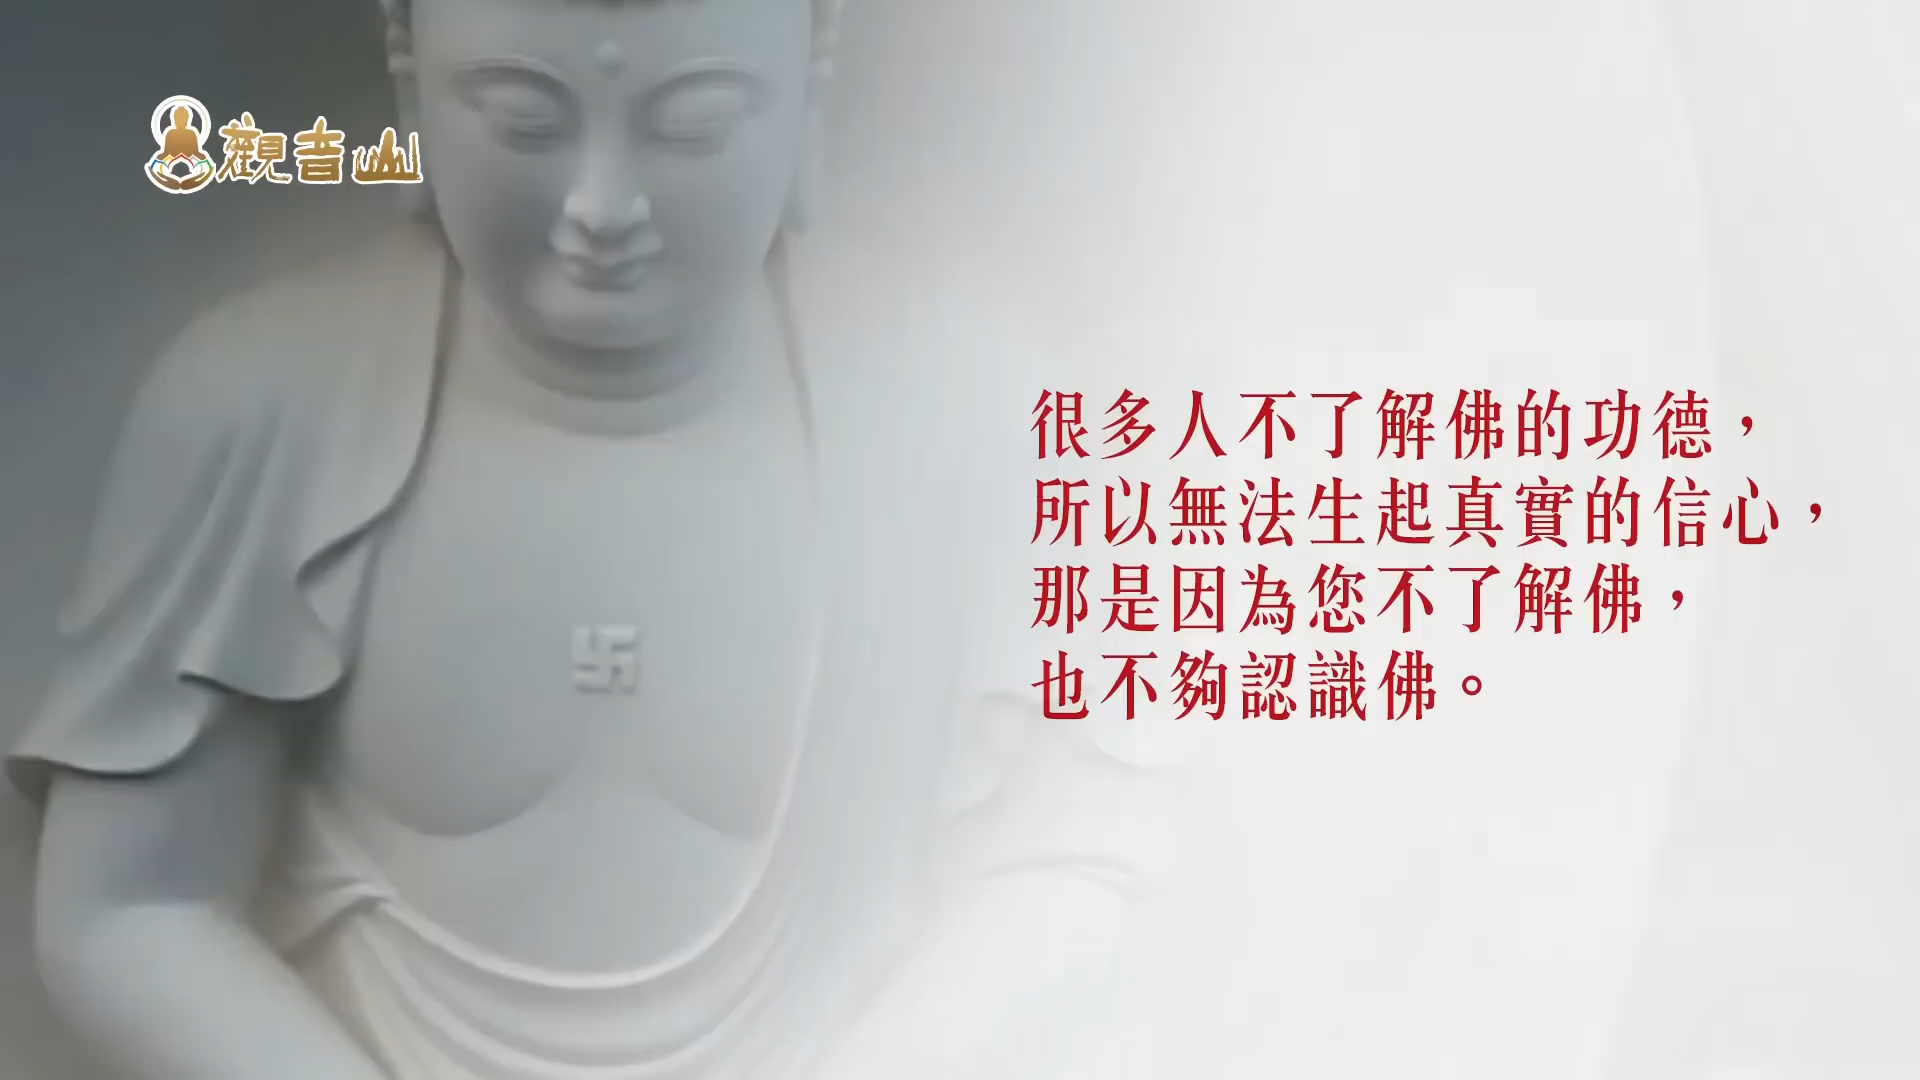 觀音山
很多人不了解佛的功德，
所以無法生起真實的信心，
那是因為您不了解佛，
也不夠認識佛。